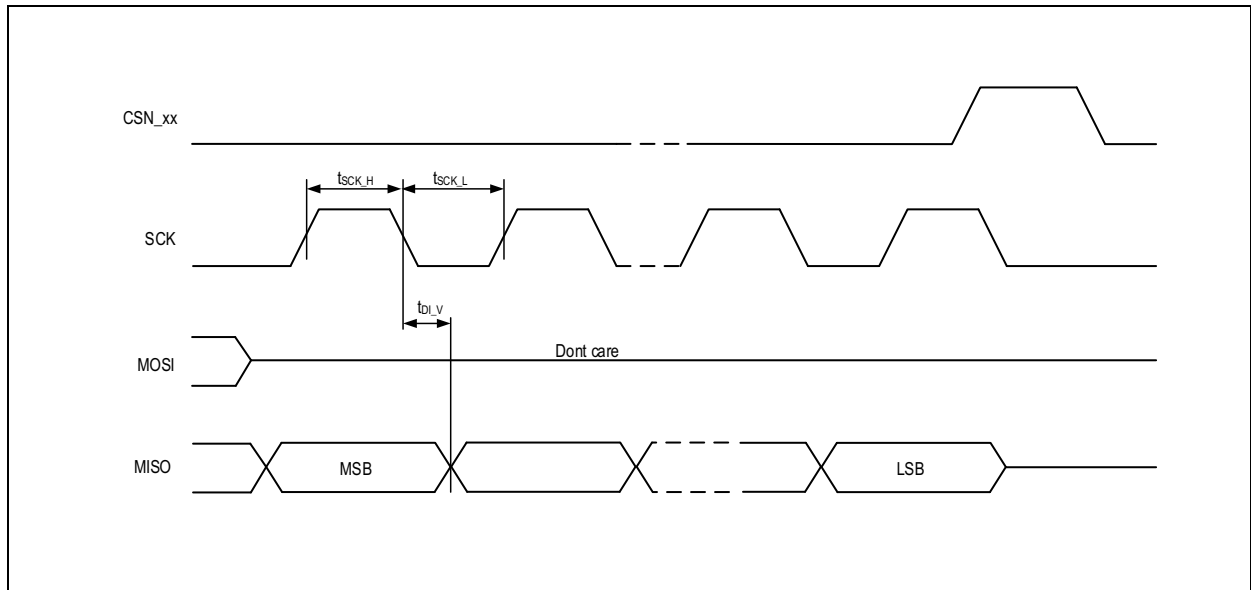 CSN_xx
tSCK_H tSCK_L
SCK
tDI_V
Dont care
MOSI
MISO MSB LSB